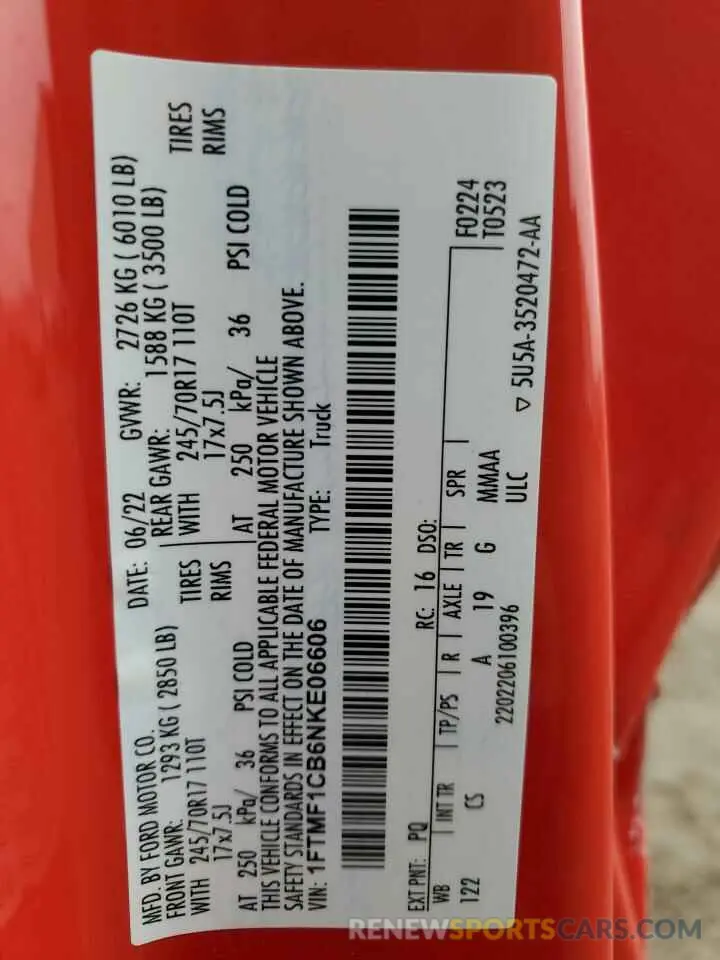 MFD. BY FORD MOTOR CO.
DATE: 06/22 GVWR: 2726 KG ( 6010 LB)
FRONT GAWR: 1293 KG ( 2850 LB) REAR GAWR: 1588 KG ( 3500 LB)
WITH 245/70R17 110T TIRES WITH 245/70R17 110T TIRES
17x7.5J RIMS 17x7.5J RIMS
AT 250 kPa/ 36 PSI COLD AT 250 kPa/ 36 PSI COLD
THIS VEHICLE CONFORMS TO ALL APPLICABLE FEDERAL MOTOR VEHICLE
SAFETY STANDARDS IN EFFECT ON THE DATE OF MANUFACTURE SHOWN ABOVE.
VIN: 1FTMF1CB6NKE06606 TYPE: Truck
EXT PNT: PQ RC: 16 DSO: F0224
WB INT TR TP/PS R AXLE TR SPR T0523
122 CS A 19 G MMAA
2202206100396 ULC ▽ 5U5A-3520472-AA
RENEWSPORTSCARS.COM